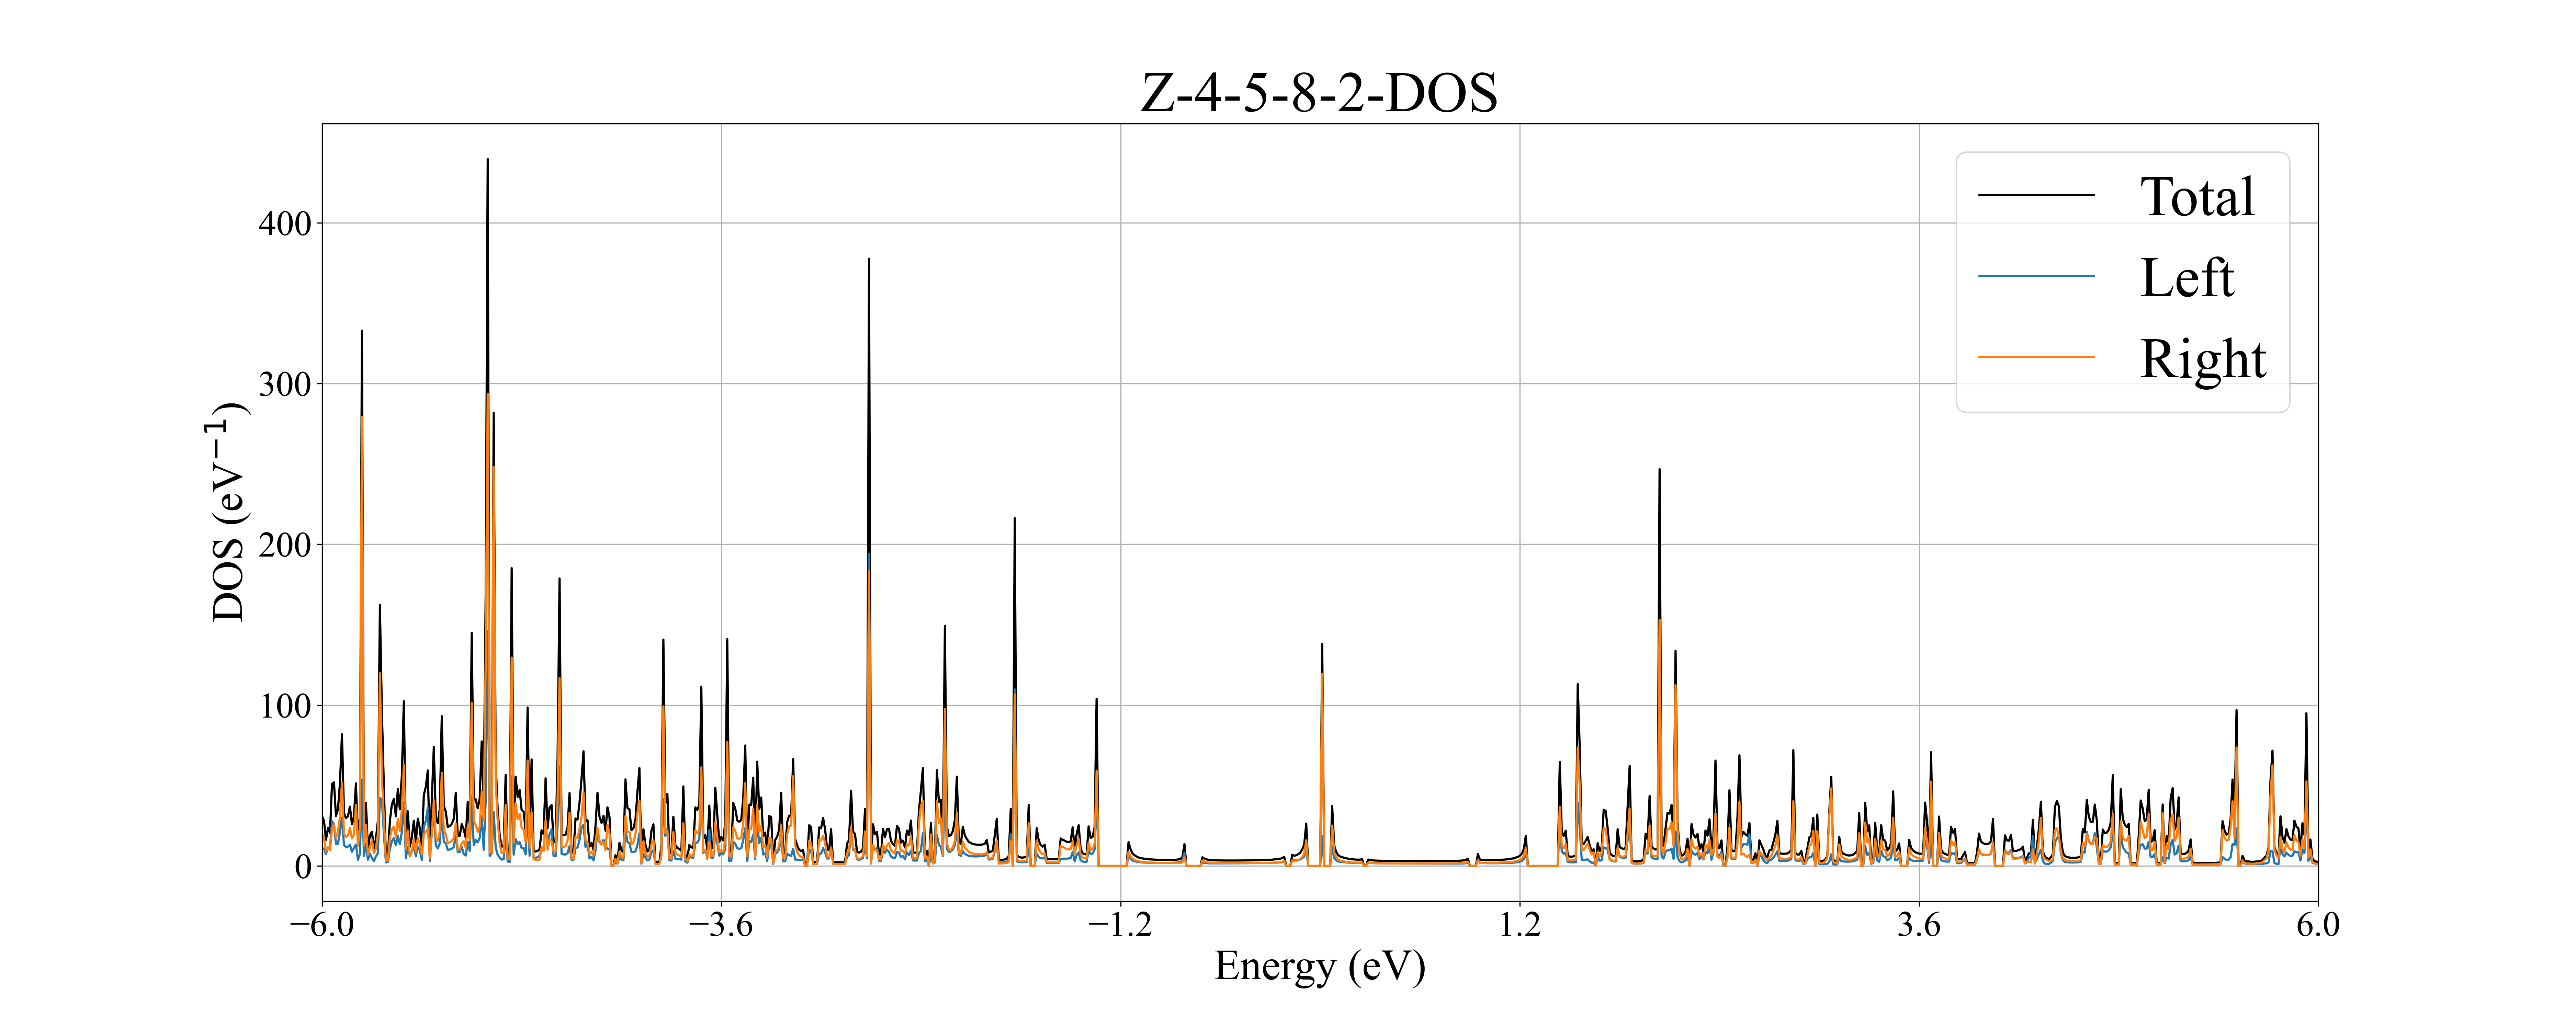 Z-4-5-8-2-DOS
Total
Left
Right
DOS (eV⁻¹)
400
300
200
100
0
−6.0
−3.6
−1.2
1.2
3.6
6.0
Energy (eV)